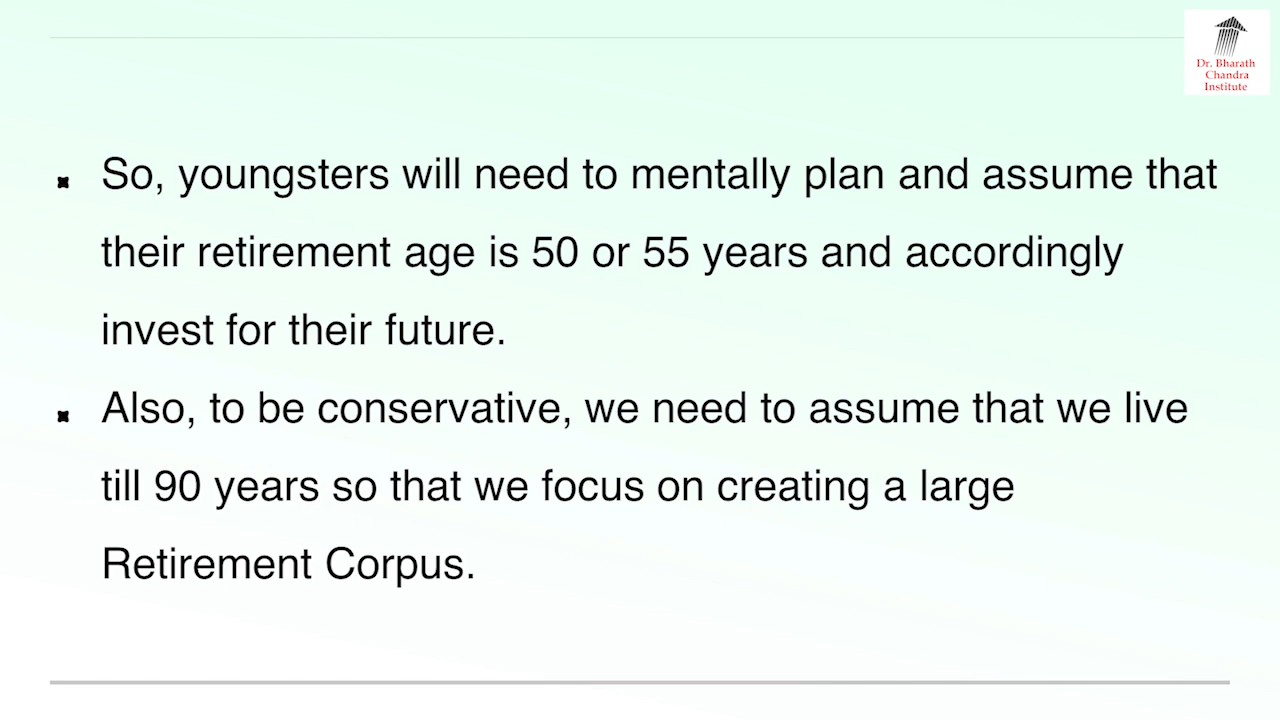 Dr. Bharath
Chandra
Institute
So, youngsters will need to mentally plan and assume that
their retirement age is 50 or 55 years and accordingly
invest for their future.
Also, to be conservative, we need to assume that we live
till 90 years so that we focus on creating a large
Retirement Corpus.